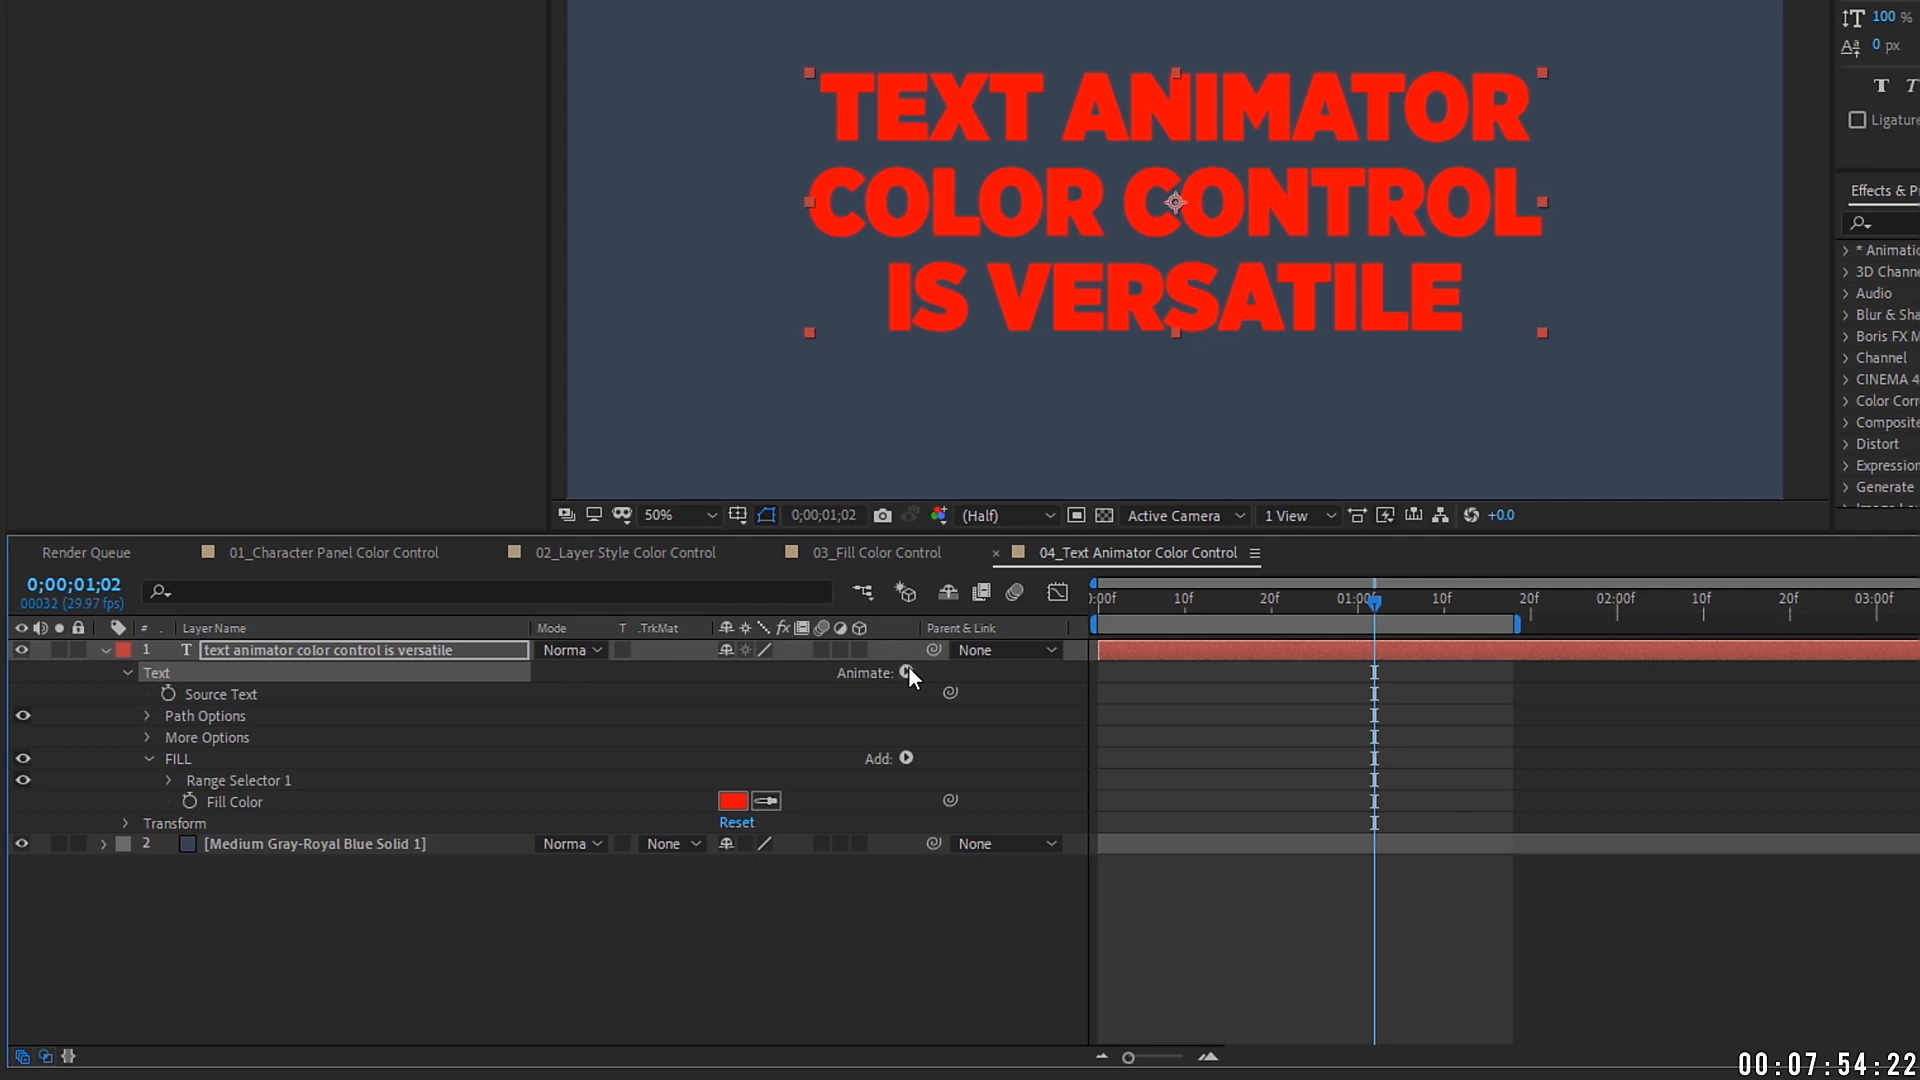 100 %
0 px
T T
Ligature
TEXT ANIMATOR
COLOR CONTROL
IS VERSATILE
Effects & P
* Animatic
3D Channe
Audio
Blur & Sha
Boris FX M
Channel
CINEMA 4
Color Corr
Composite
Distort
Expression
Generate
50%
0;00;01;02
(Half)
Active Camera
1 View
+0.0
Render Queue
01_Character Panel Color Control
02_Layer Style Color Control
03_Fill Color Control
× 04_Text Animator Color Control
0;00;01;02
00032 (29.97 fps)
):00f 10f 20f 01:00f 10f 20f 02:00f 10f 20f 03:00f
# . Layer Name Mode T .TrkMat fx Parent & Link
1 T text animator color control is versatile Norma None
Text Animate:
Source Text
Path Options
More Options
FILL Add:
Range Selector 1
Fill Color
Transform Reset
2 [Medium Gray-Royal Blue Solid 1] Norma None None
00:07:54:22